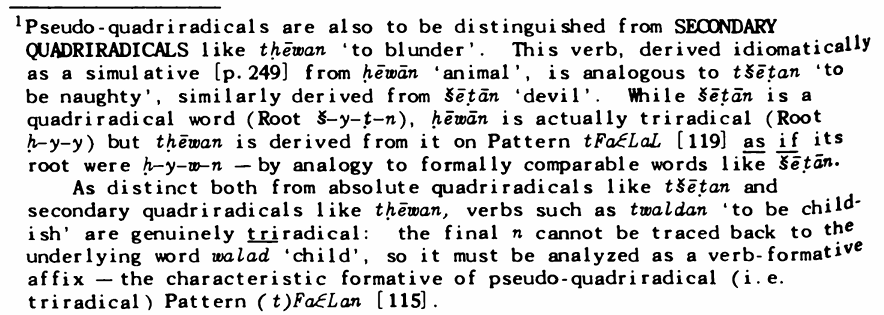 ¹Pseudo-quadriradicals are also to be distinguished from SECONDARY
QUADRIRADICALS like tḥēwan ‘to blunder’. This verb, derived idiomatically
as a simulative [p. 249] from ḥēwān ‘animal’, is analogous to tšēṭan ‘to
be naughty’, similarly derived from šēṭān ‘devil’. While šēṭān is a
quadriradical word (Root š-y-ṭ-n), ḥēwān is actually triradical (Root
ḥ-y-y) but tḥēwan is derived from it on Pattern tFaɛLaL [119] as if its
root were ḥ-y-w-n — by analogy to formally comparable words like šēṭān.
As distinct both from absolute quadriradicals like tšēṭan and
secondary quadriradicals like tḥēwan, verbs such as twaldan ‘to be child-
ish’ are genuinely triradical: the final n cannot be traced back to the
underlying word walad ‘child’, so it must be analyzed as a verb-formative
affix — the characteristic formative of pseudo-quadriradical (i.e.
triradical) Pattern (t)FaɛLan [115].